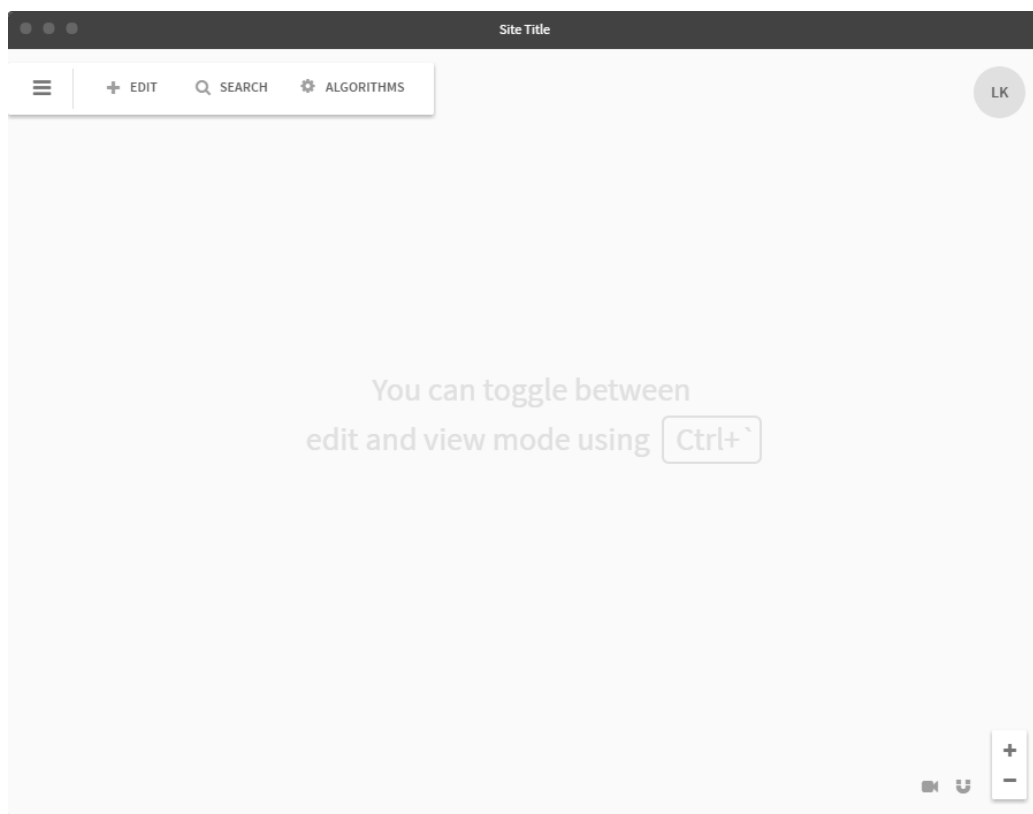 Site Title
EDIT SEARCH ALGORITHMS
LK
You can toggle between
edit and view mode using Ctrl+`